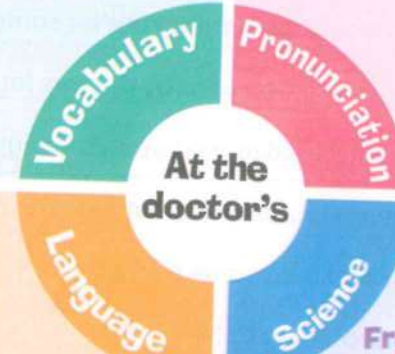 Vocabulary
Pronunciation
At the
doctor's
Language
Science
Fr